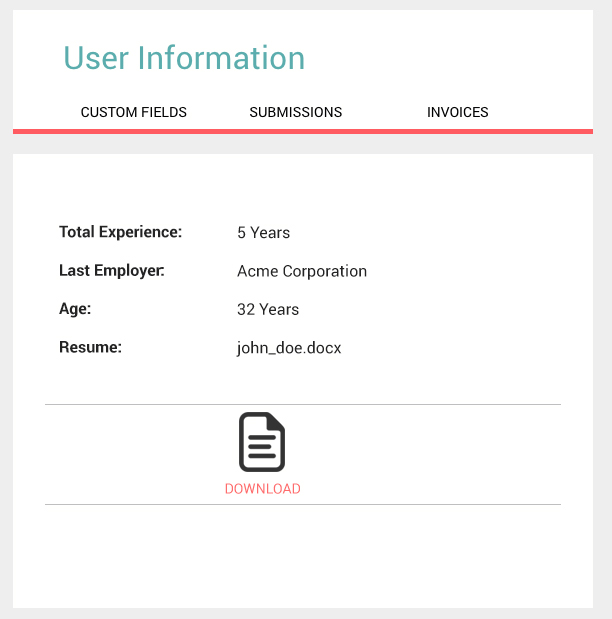 User Information
CUSTOM FIELDS SUBMISSIONS INVOICES
Total Experience: 5 Years
Last Employer: Acme Corporation
Age: 32 Years
Resume: john_doe.docx
DOWNLOAD